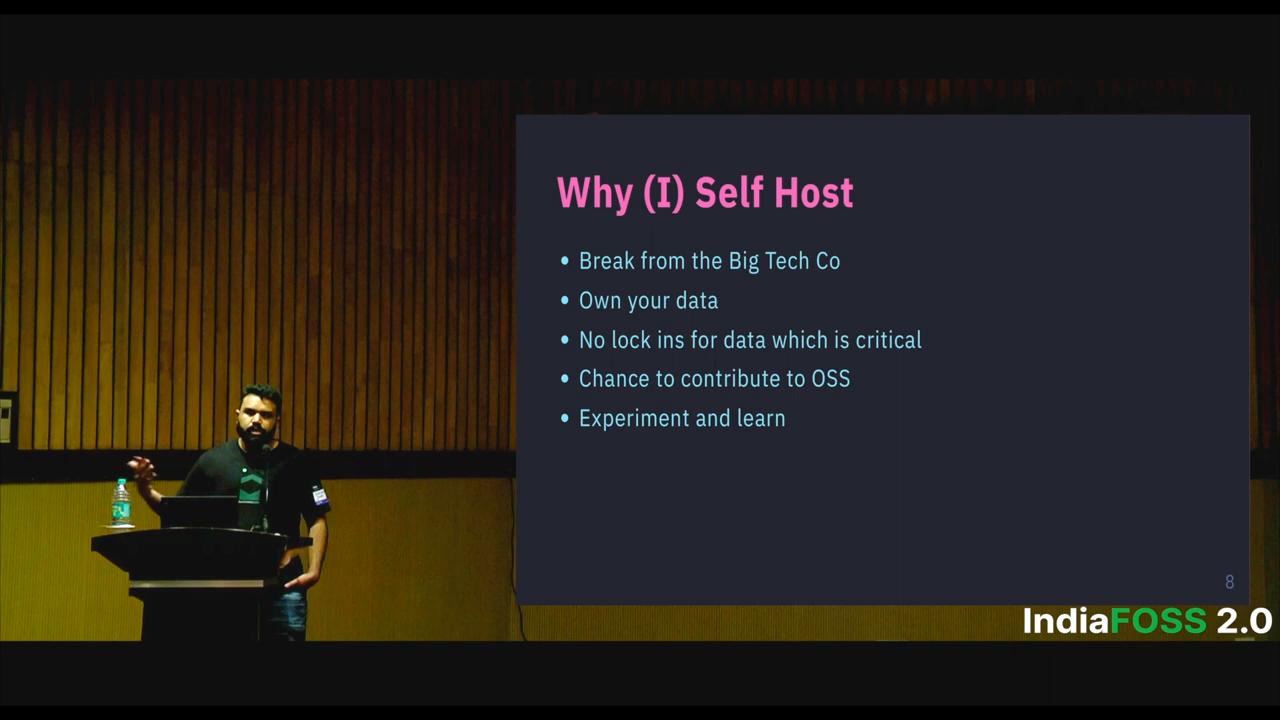 Why (I) Self Host
• Break from the Big Tech Co
• Own your data
• No lock ins for data which is critical
• Chance to contribute to OSS
• Experiment and learn
8
IndiaFOSS 2.0